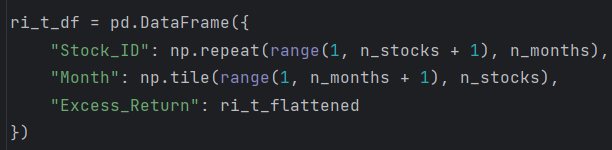 ri_t_df = pd.DataFrame({
    "Stock_ID": np.repeat(range(1, n_stocks + 1), n_months),
    "Month": np.tile(range(1, n_months + 1), n_stocks),
    "Excess_Return": ri_t_flattened
})